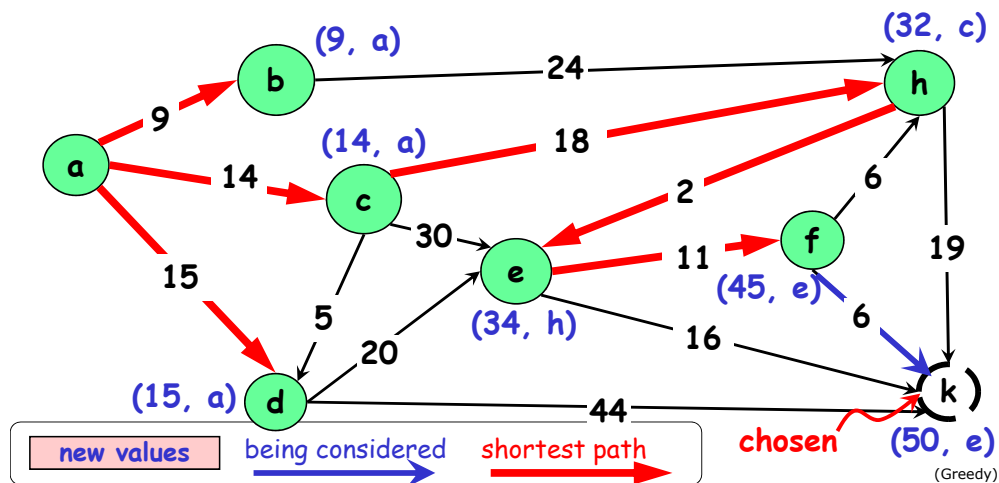 (32, c)
(9, a)
b
24
h
9
(14, a)
18
a
14
c
2
6
30
f
19
e
11
15
(45, e)
5
(34, h)
6
20
16
(15, a)
d
44
k
chosen
(50, e)
new values
being considered
shortest path
(Greedy)